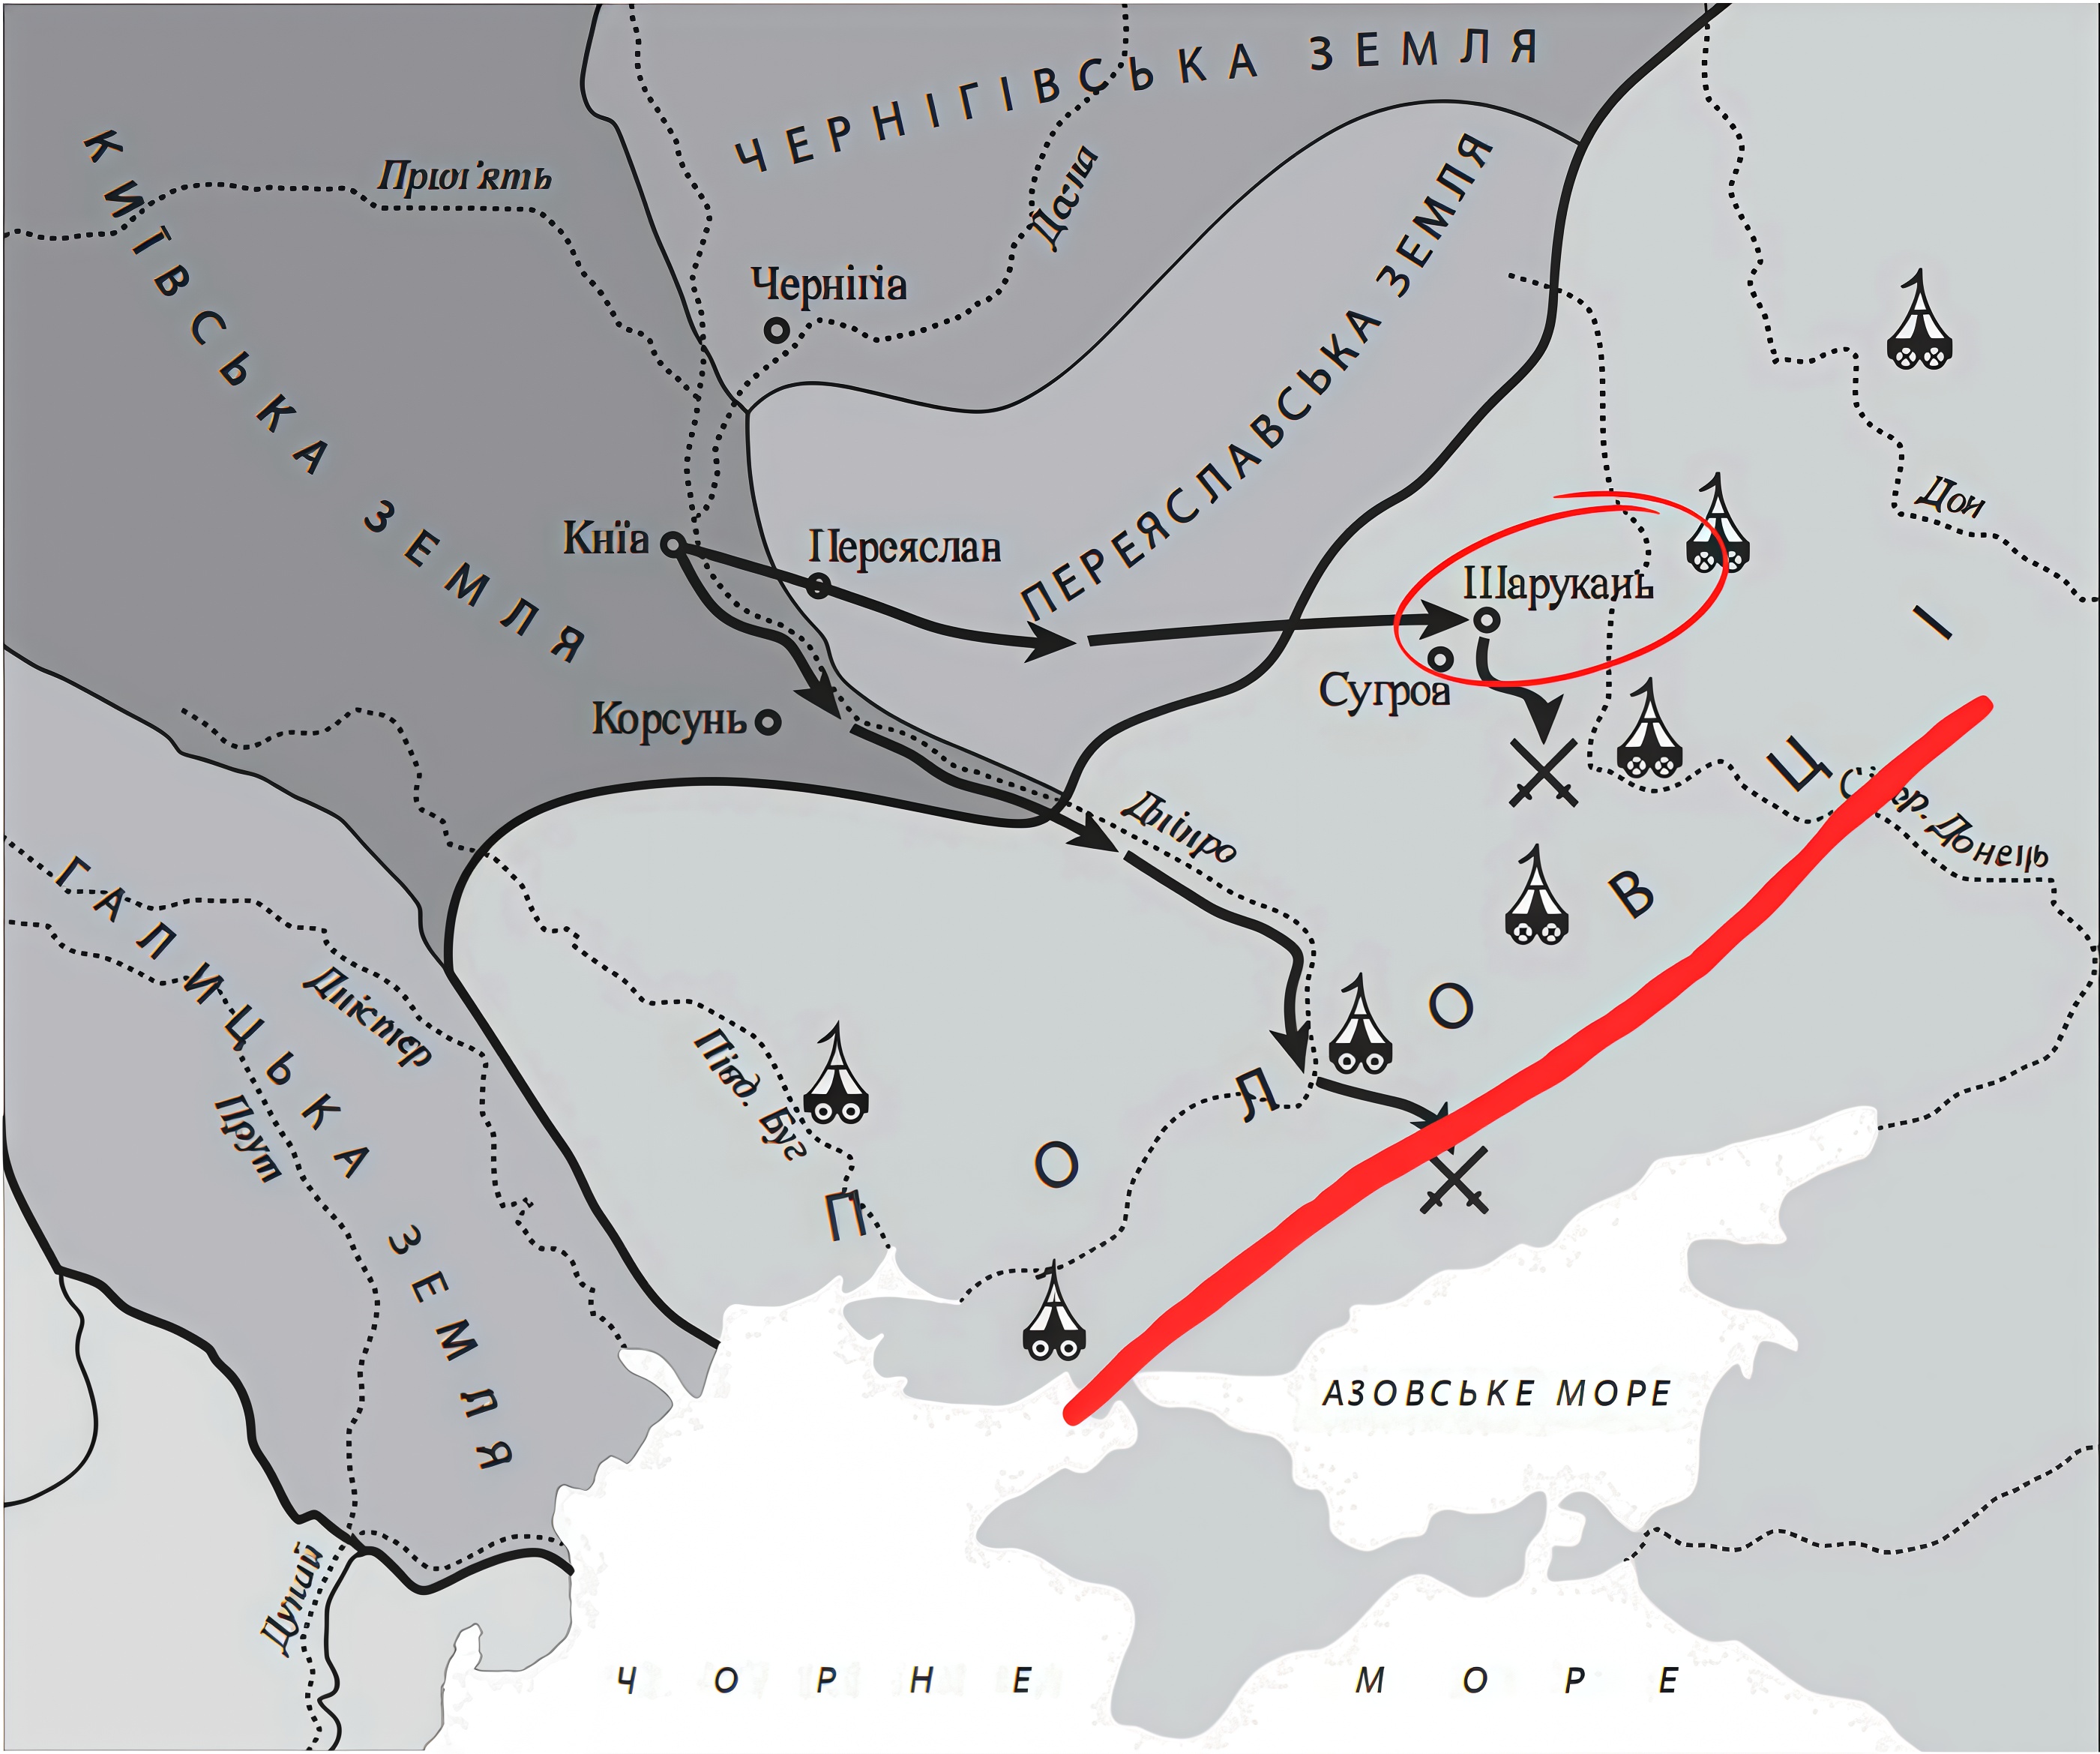 ЧЕРНІГІВСЬКА ЗЕМЛЯ
КИЇВСЬКА ЗЕМЛЯ
Прип'ять
Десна
Чернігів
ПЕРЕЯСЛАВСЬКА ЗЕМЛЯ
Дон
Київ
Переяслав
Шарукань
Сугров
Корсунь
Дніпро
Донець
ПОЛОВЦІ
ГАЛИЦЬКА ЗЕМЛЯ
Дністер
Півд. Буг
Прут
АЗОВСЬКЕ МОРЕ
Дунай
ЧОРНЕ МОРЕ